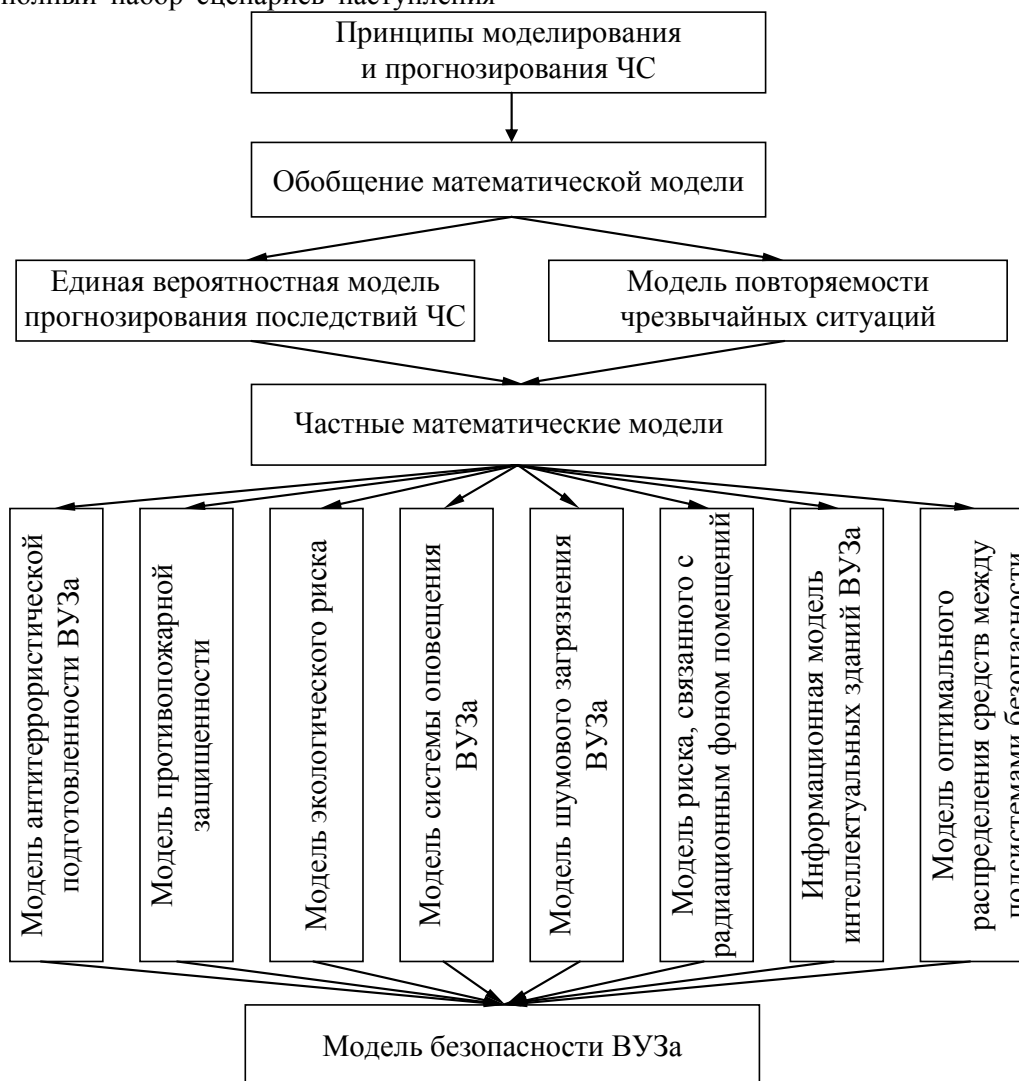 полный набор сценариев наступления
Принципы моделирования
и прогнозирования ЧС
Обобщение математической модели
Единая вероятностная модель
прогнозирования последствий ЧС
Модель повторяемости
чрезвычайных ситуаций
Частные математические модели
Модель антитеррористической
подготовленности ВУЗа
Модель противопожарной
защищенности
Модель экологического риска
Модель системы оповещения
ВУЗа
Модель шумового загрязнения
ВУЗа
Модель риска, связанного с
радиационным фоном помещений
Информационная модель
интеллектуальных зданий ВУЗа
Модель оптимального
распределения средств между
подсистемами безопасности
Модель безопасности ВУЗа